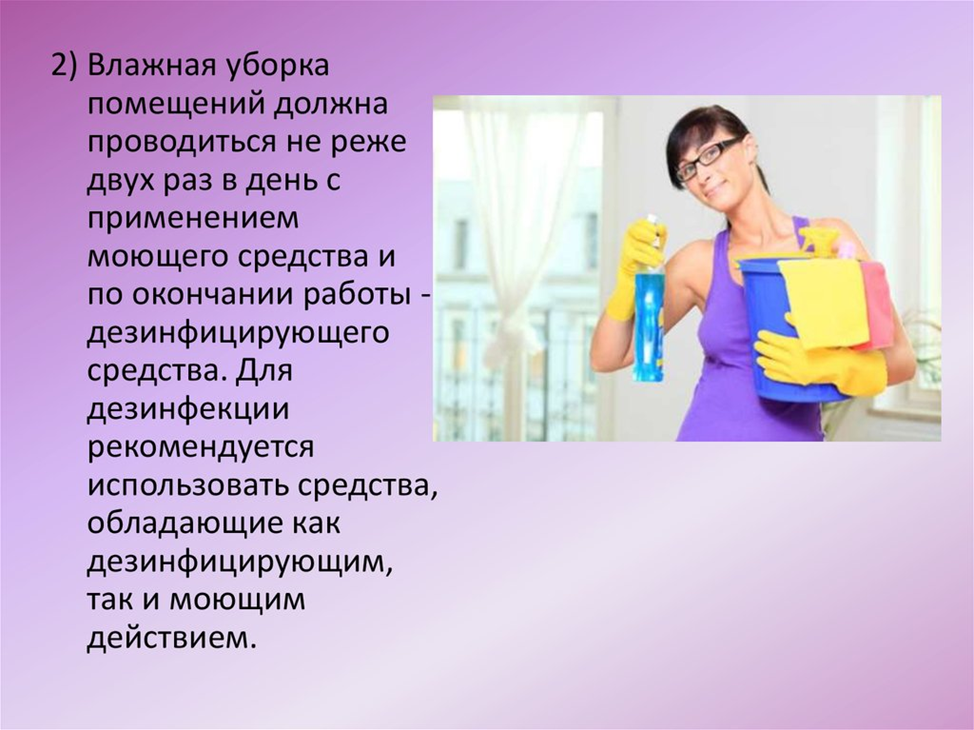 2) Влажная уборка
помещений должна
проводиться не реже
двух раз в день с
применением
моющего средства и
по окончании работы -
дезинфицирующего
средства. Для
дезинфекции
рекомендуется
использовать средства,
обладающие как
дезинфицирующим,
так и моющим
действием.